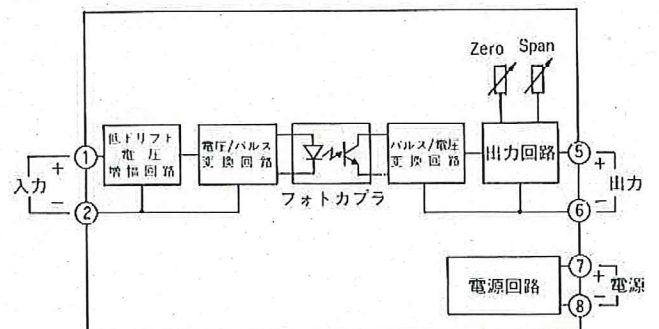 Zero Span
低ドリフト
電圧
増幅回路
電圧/パルス
変換回路
パルス/電圧
変換回路
出力回路
フォトカプラ
入力
+
−
①
②
⑤
⑥
+
−
出力
電源回路
⑦
⑧
+
−
電源